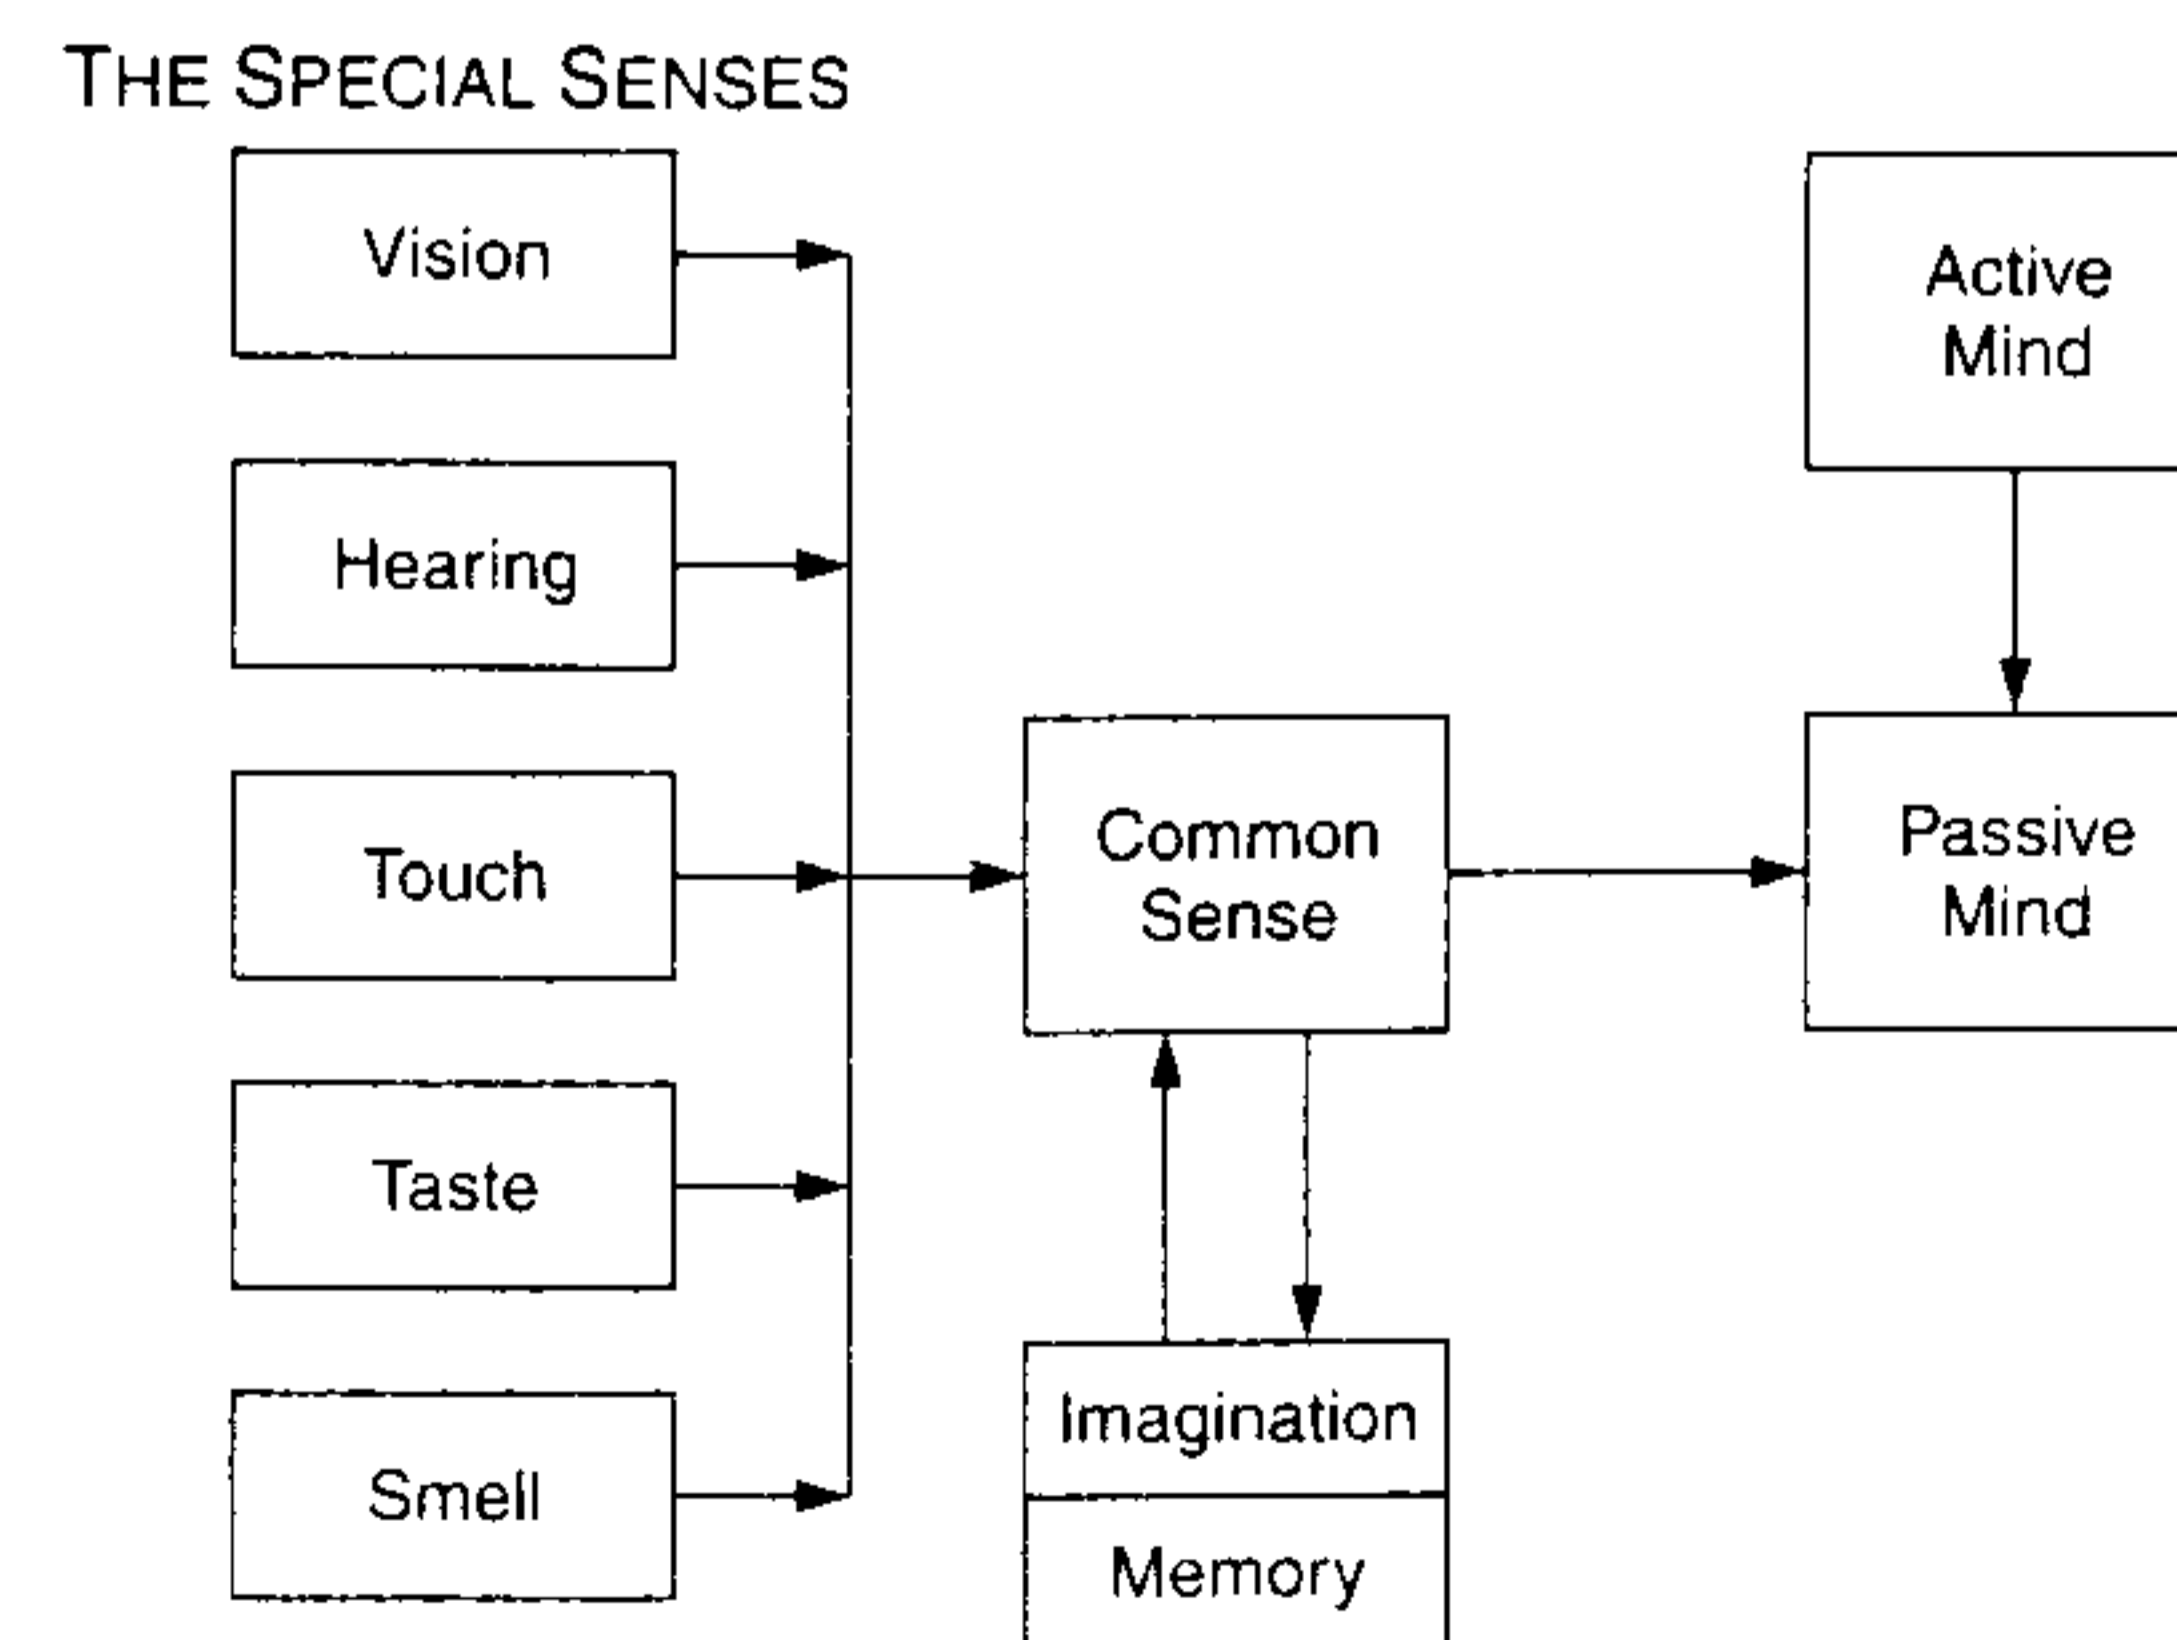 THE SPECIAL SENSES
Vision
Hearing
Touch
Taste
Smell
Common
Sense
Imagination
Memory
Active
Mind
Passive
Mind